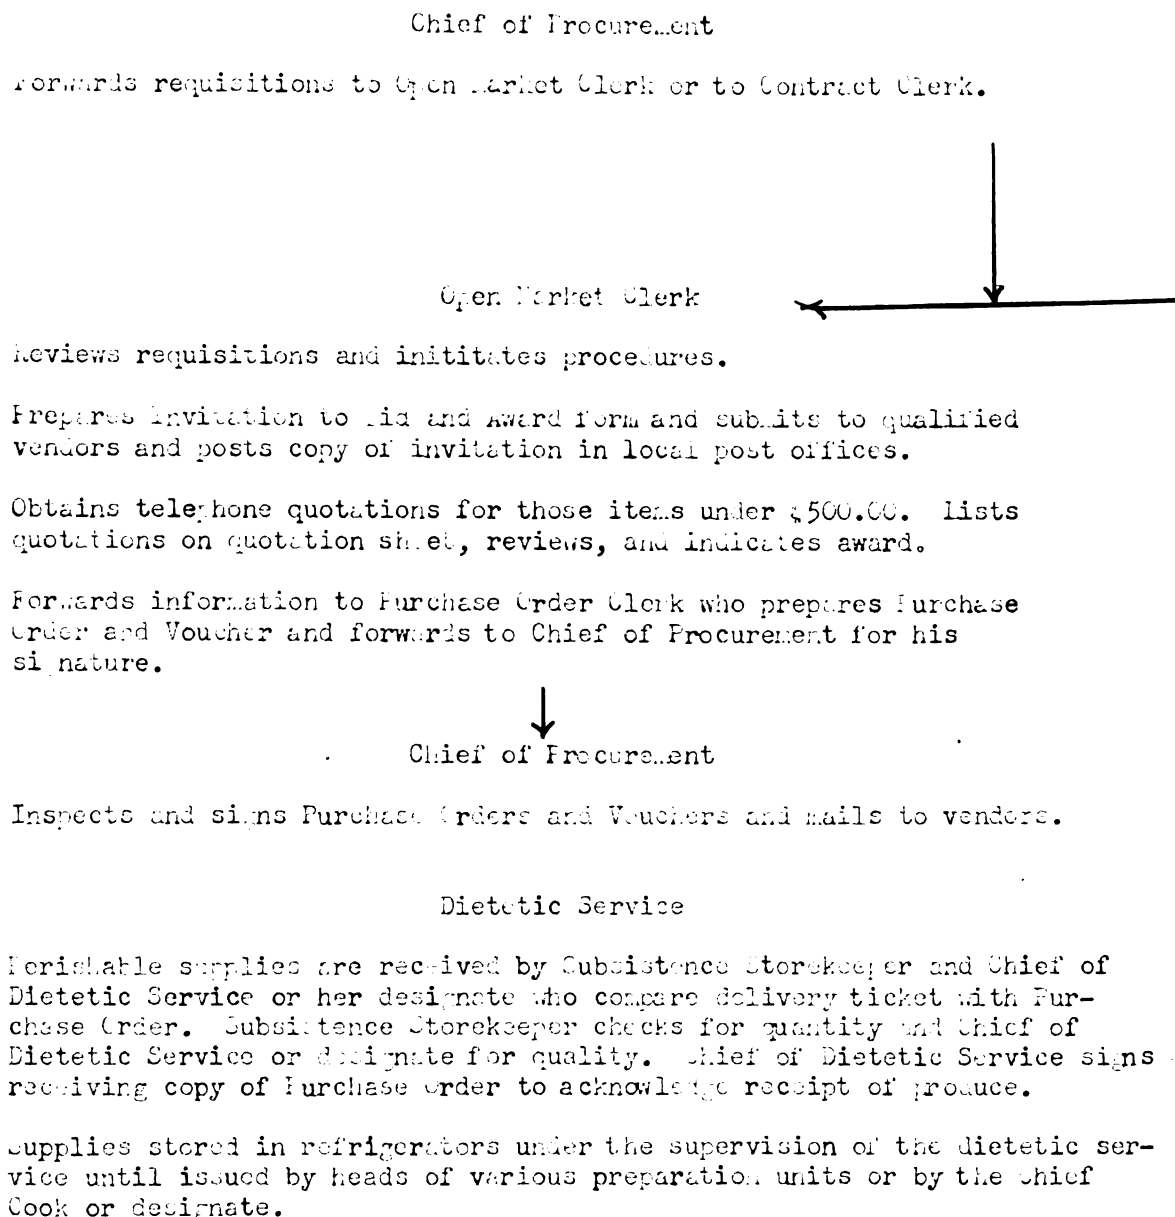 Chief of Procurement
Forwards requisitions to Open Market Clerk or to Contract Clerk.
Open Market Clerk
Reviews requisitions and inititates procedures.
Prepares Invitation to Bid and Award form and submits to qualified
vendors and posts copy of invitation in local post offices.
Obtains telephone quotations for those items under $500.00.  Lists
quotations on quotation sheet, reviews, and indicates award.
Forwards information to Purchase Order Clerk who prepares Purchase
Order and Voucher and forwards to Chief of Procurement for his
signature.
Chief of Procurement
Inspects and signs Purchase Orders and Vouchers and mails to vendors.
Dietetic Service
Perishable supplies are received by Subsistence Storekeeper and Chief of
Dietetic Service or her designate who compare delivery ticket with Pur-
chase Order.  Subsistence Storekeeper checks for quantity and Chief of
Dietetic Service or designate for quality.  Chief of Dietetic Service signs
receiving copy of Purchase Order to acknowledge receipt of produce.
Supplies stored in refrigerators under the supervision of the dietetic ser-
vice until issued by heads of various preparation units or by the Chief
Cook or designate.